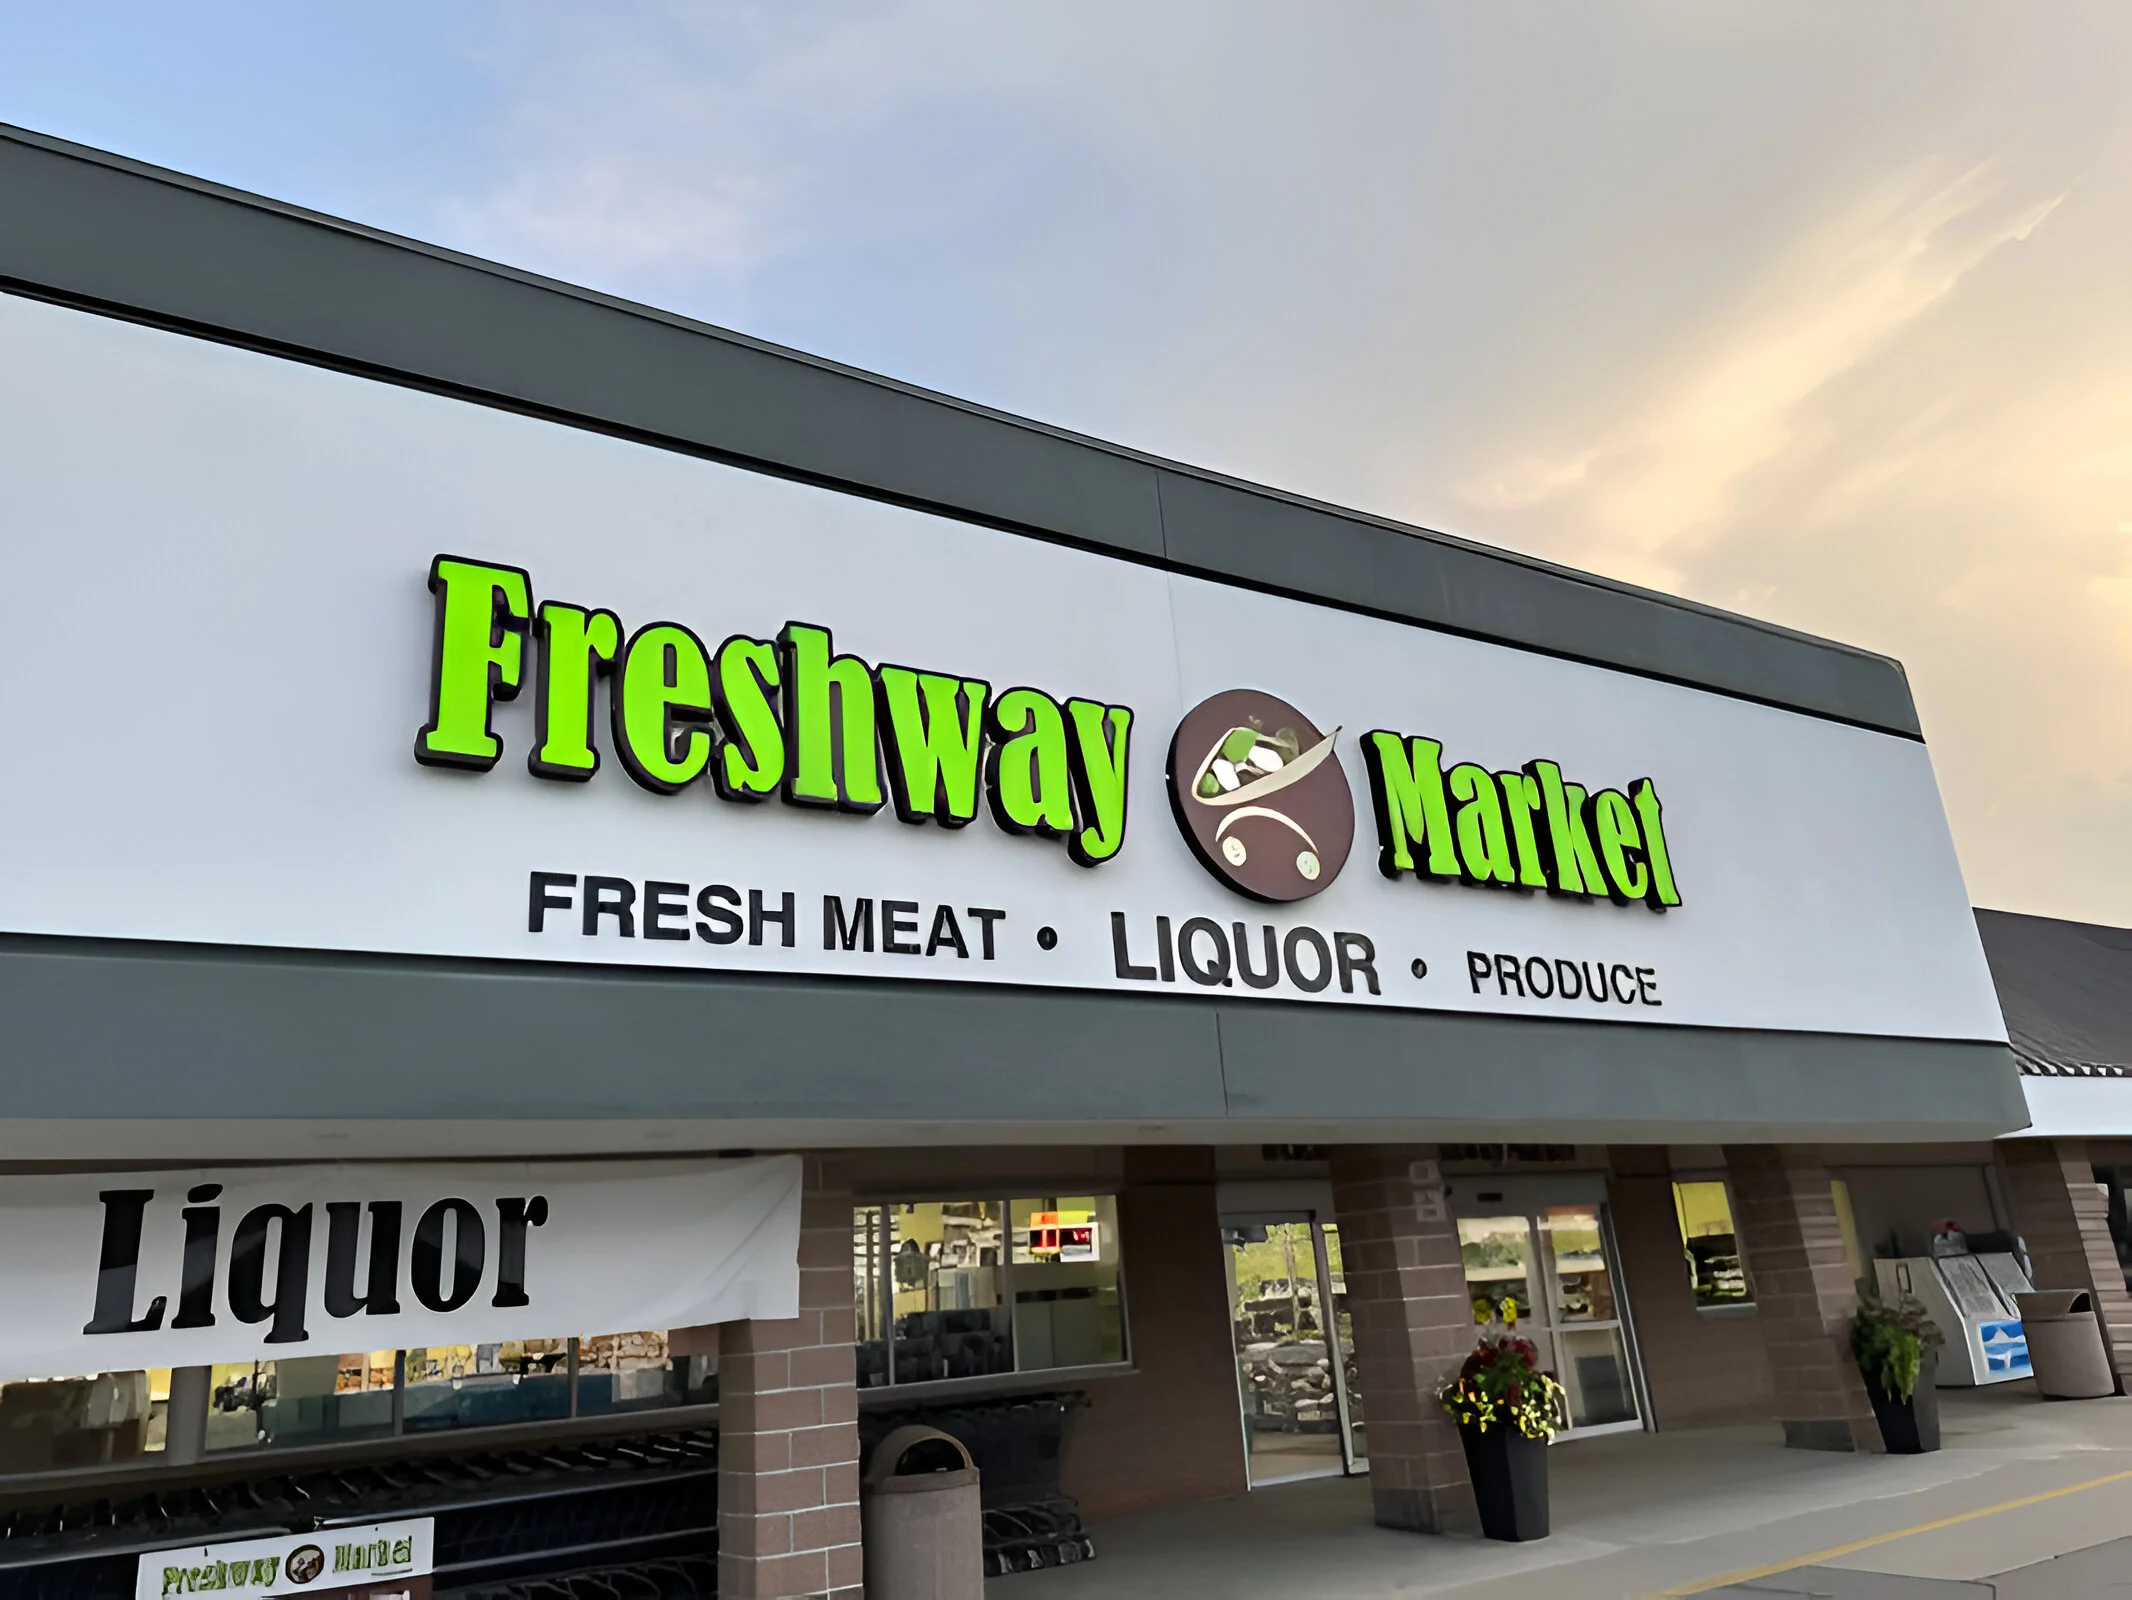 Freshway Market
FRESH MEAT • LIQUOR • PRODUCE
Liquor
Freshway Market